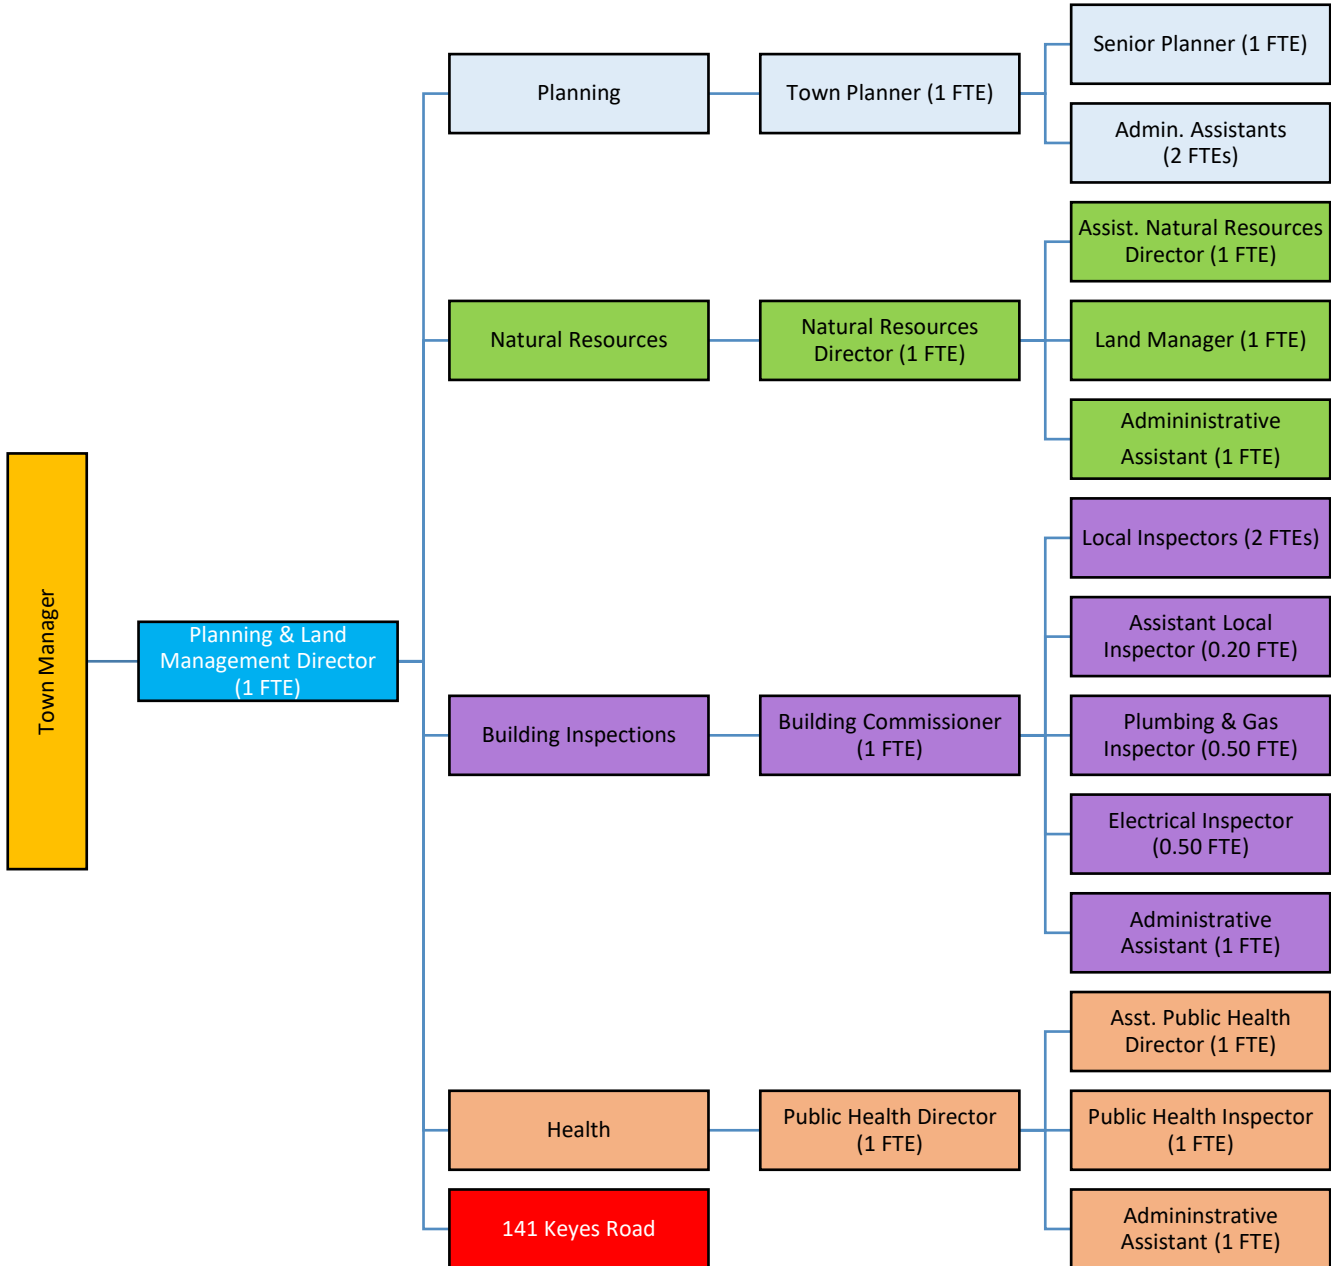 Town Manager
Planning & Land
Management Director
(1 FTE)
Planning
Town Planner (1 FTE)
Senior Planner (1 FTE)
Admin. Assistants
(2 FTEs)
Natural Resources
Natural Resources
Director (1 FTE)
Assist. Natural Resources
Director (1 FTE)
Land Manager (1 FTE)
Admininistrative
Assistant (1 FTE)
Building Inspections
Building Commissioner
(1 FTE)
Local Inspectors (2 FTEs)
Assistant Local
Inspector (0.20 FTE)
Plumbing & Gas
Inspector (0.50 FTE)
Electrical Inspector
(0.50 FTE)
Administrative
Assistant (1 FTE)
Health
Public Health Director
(1 FTE)
Asst. Public Health
Director (1 FTE)
Public Health Inspector
(1 FTE)
Admininstrative
Assistant (1 FTE)
141 Keyes Road